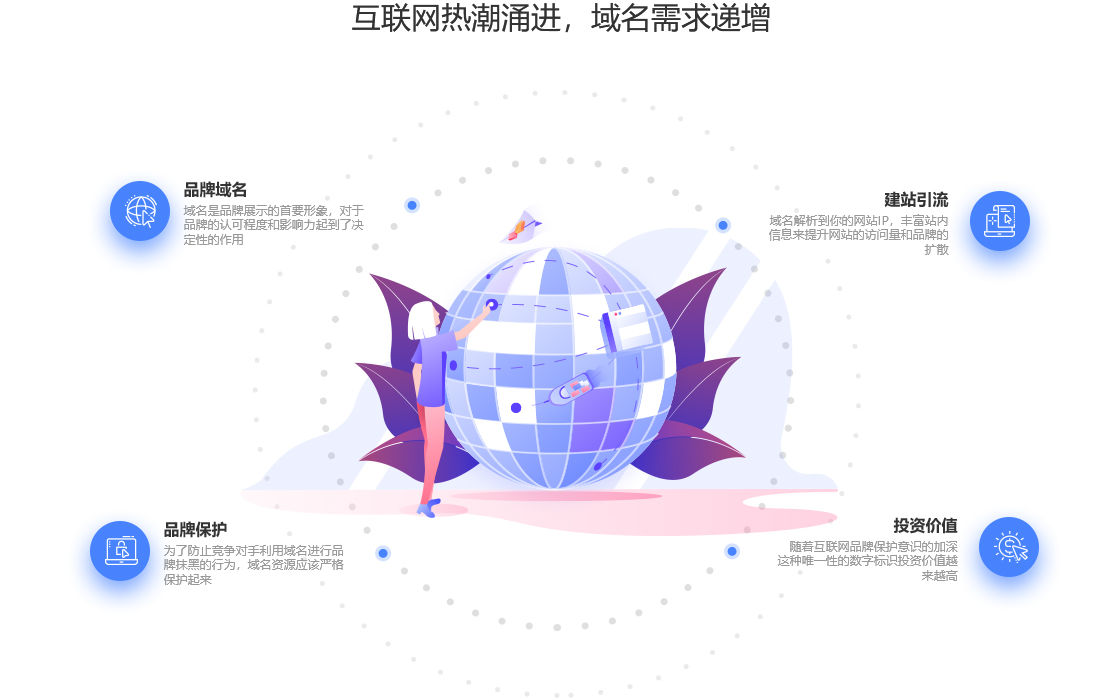 互联网热潮涌进，域名需求递增
品牌域名
域名是品牌展示的首要形象，对于
品牌的认可程度和影响力起到了决
定性的作用
建站引流
域名解析到你的网站IP，丰富站内
信息来提升网站的访问量和品牌的
扩散
品牌保护
为了防止竞争对手利用域名进行品
牌抹黑的行为，域名资源应该严格
保护起来
投资价值
随着互联网品牌保护意识的加深
这种唯一性的数字标识投资价值越
来越高